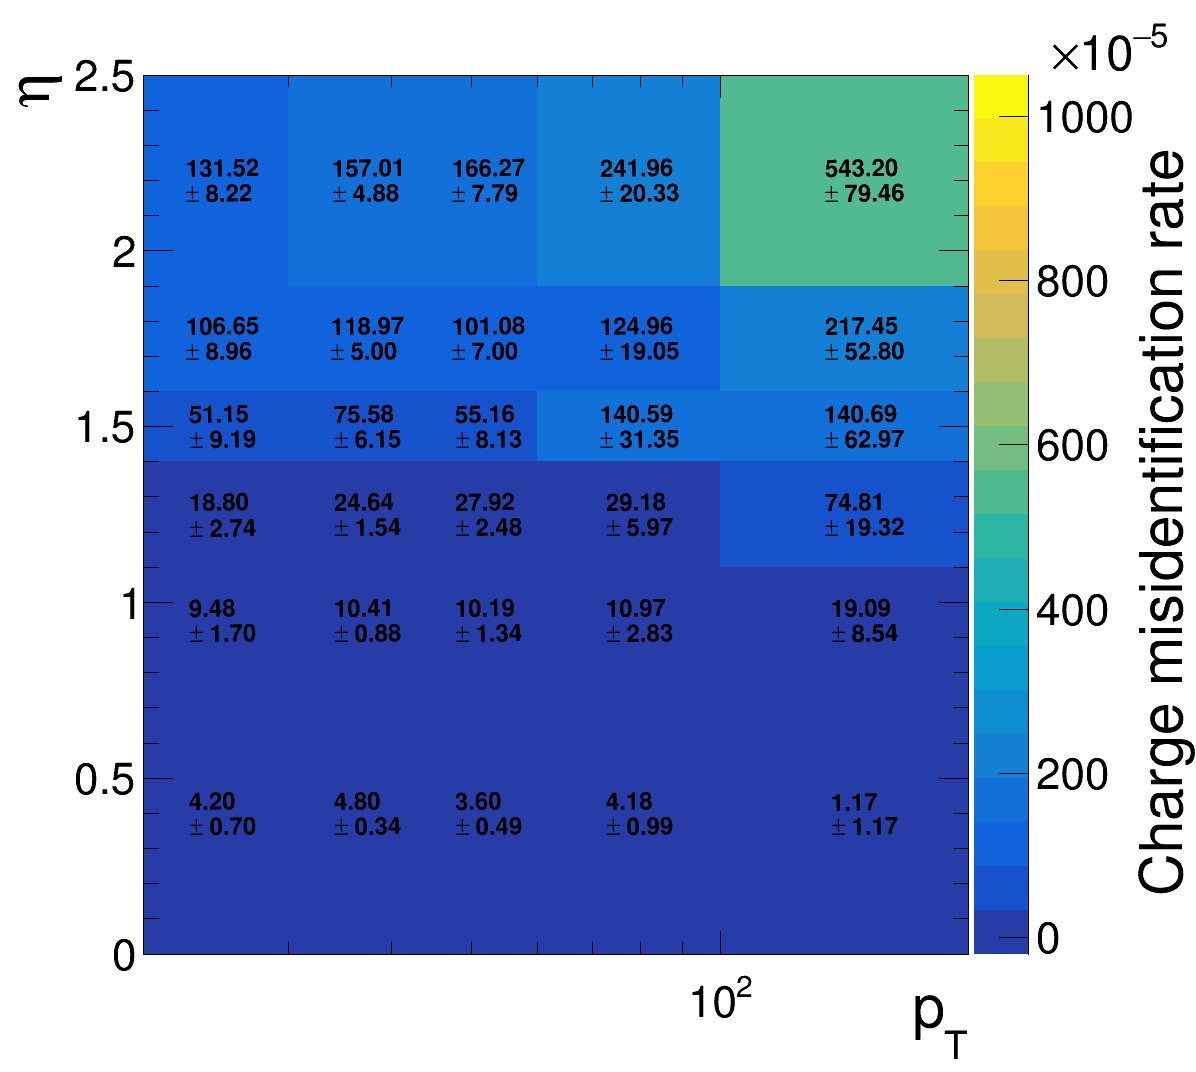 ×10−5
η
2.5
131.52 157.01 166.27 241.96 543.20
± 8.22 ± 4.88 ± 7.79 ± 20.33 ± 79.46
2
106.65 118.97 101.08 124.96 217.45
± 8.96 ± 5.00 ± 7.00 ± 19.05 ± 52.80
1.5
51.15 75.58 55.16 140.59 140.69
± 9.19 ± 6.15 ± 8.13 ± 31.35 ± 62.97
18.80 24.64 27.92 29.18 74.81
± 2.74 ± 1.54 ± 2.48 ± 5.97 ± 19.32
1
9.48 10.41 10.19 10.97 19.09
± 1.70 ± 0.88 ± 1.34 ± 2.83 ± 8.54
0.5
4.20 4.80 3.60 4.18 1.17
± 0.70 ± 0.34 ± 0.49 ± 0.99 ± 1.17
0
10²
pT
1000
800
600
400
200
0
Charge misidentification rate